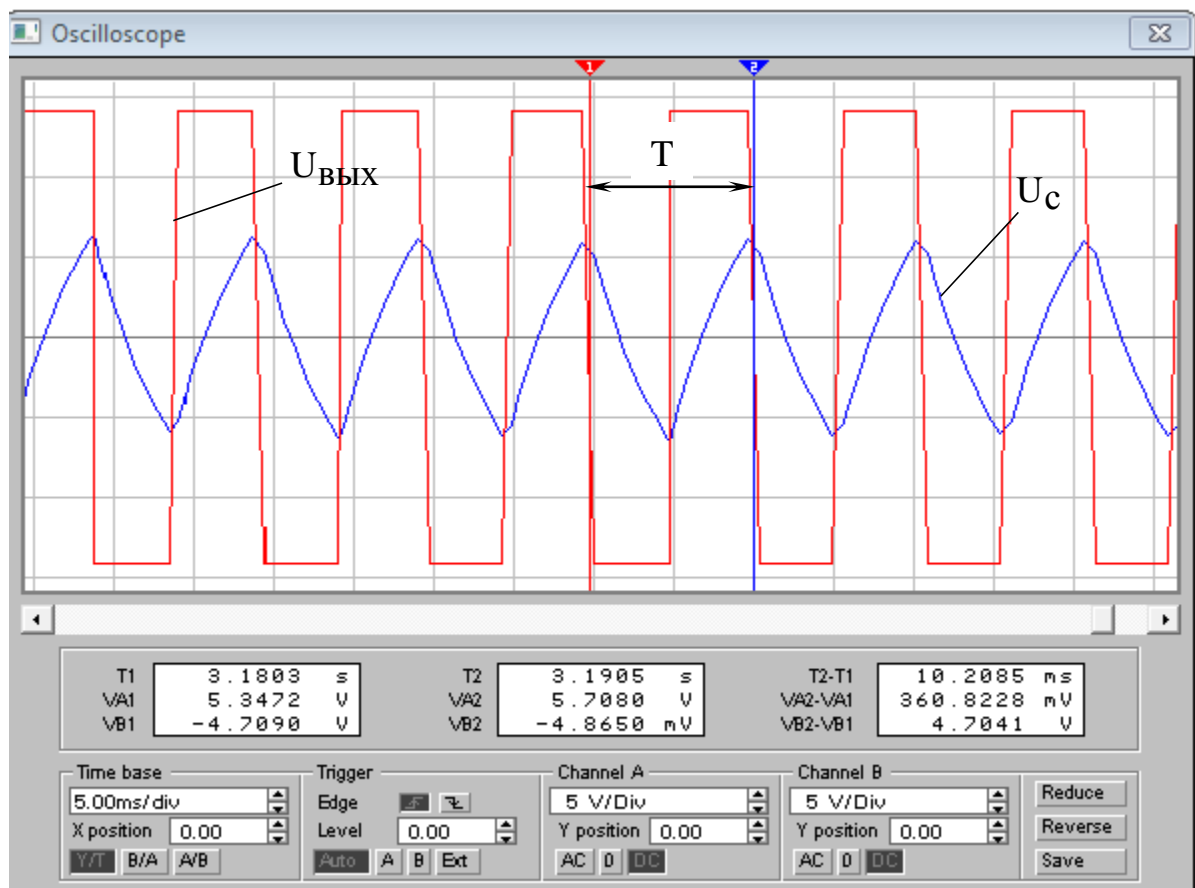 Oscilloscope
1 2
T
Uвых
Uс
T1 3.1803 s T2 3.1905 s T2-T1 10.2085 ms
VA1 5.3472 V VA2 5.7080 V VA2-VA1 360.8228 mV
VB1 -4.7090 V VB2 -4.8650 mV VB2-VB1 4.7041 V
Time base Trigger Channel A Channel B
5.00ms/div Edge 5 V/Div 5 V/Div Reduce
X position 0.00 Level 0.00 Y position 0.00 Y position 0.00 Reverse
Y/T B/A A/B Auto A B Ext AC 0 DC AC 0 DC Save